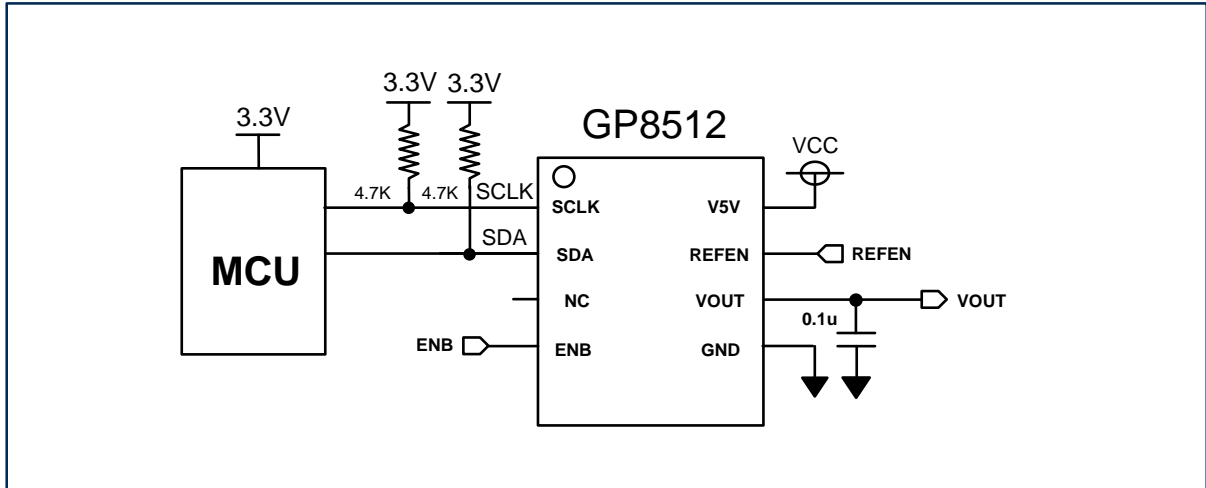 3.3V
3.3V
3.3V
GP8512
VCC
4.7K
4.7K
SCLK
SCLK
V5V
SDA
SDA
REFEN
REFEN
MCU
NC
VOUT
VOUT
0.1u
ENB
ENB
GND